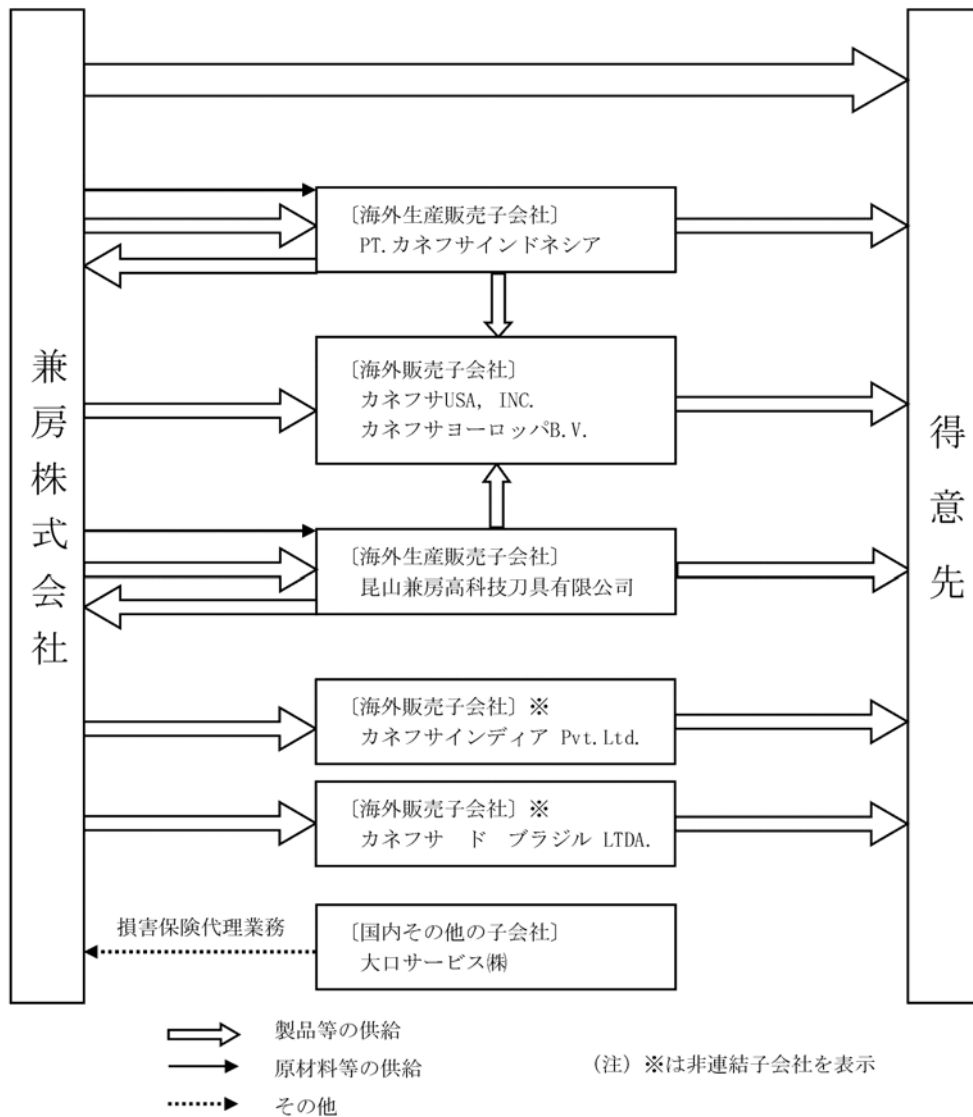 兼房株式会社
〔海外生産販売子会社〕
PT.カネフサインドネシア
〔海外販売子会社〕
カネフサUSA, INC.
カネフサヨーロッパB.V.
〔海外生産販売子会社〕
昆山兼房高科技刀具有限公司
〔海外販売子会社〕※
カネフサインディア Pvt.Ltd.
〔海外販売子会社〕※
カネフサ　ド　ブラジル LTDA.
損害保険代理業務
〔国内その他の子会社〕
大口サービス㈱
得意先
製品等の供給
原材料等の供給
(注) ※は非連結子会社を表示
その他